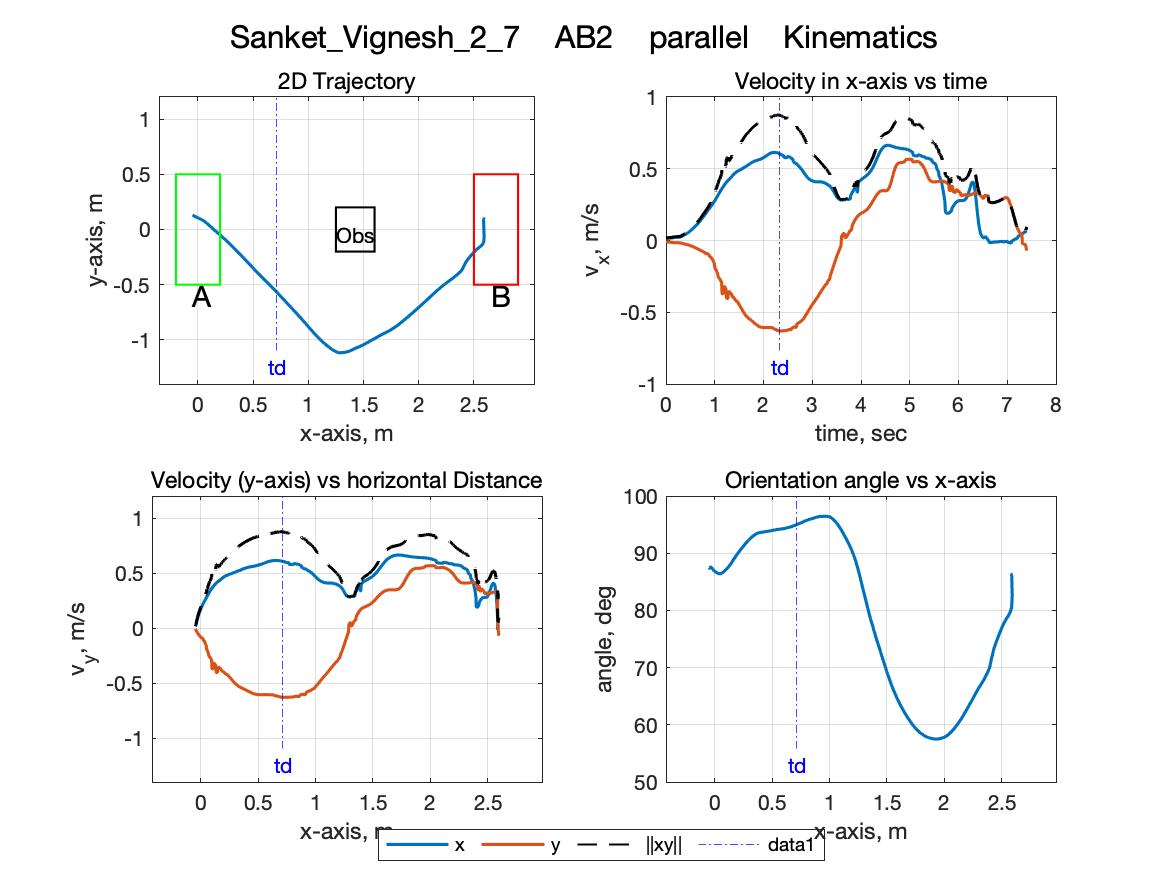 Sanket_Vignesh_2_7 AB2 parallel Kinematics
2D Trajectory
1
0.5
0
-0.5
-1
y-axis, m
A
Obs
B
td
0 0.5 1 1.5 2 2.5
x-axis, m
Velocity in x-axis vs time
1
0.5
0
-0.5
-1
v_x, m/s
td
0 1 2 3 4 5 6 7 8
time, sec
Velocity (y-axis) vs horizontal Distance
1
0.5
0
-0.5
-1
v_y, m/s
td
0 0.5 1 1.5 2 2.5
x-axis, m
Orientation angle vs x-axis
100
90
80
70
60
50
angle, deg
td
0 0.5 1 1.5 2 2.5
x-axis, m
x y ||xy|| data1